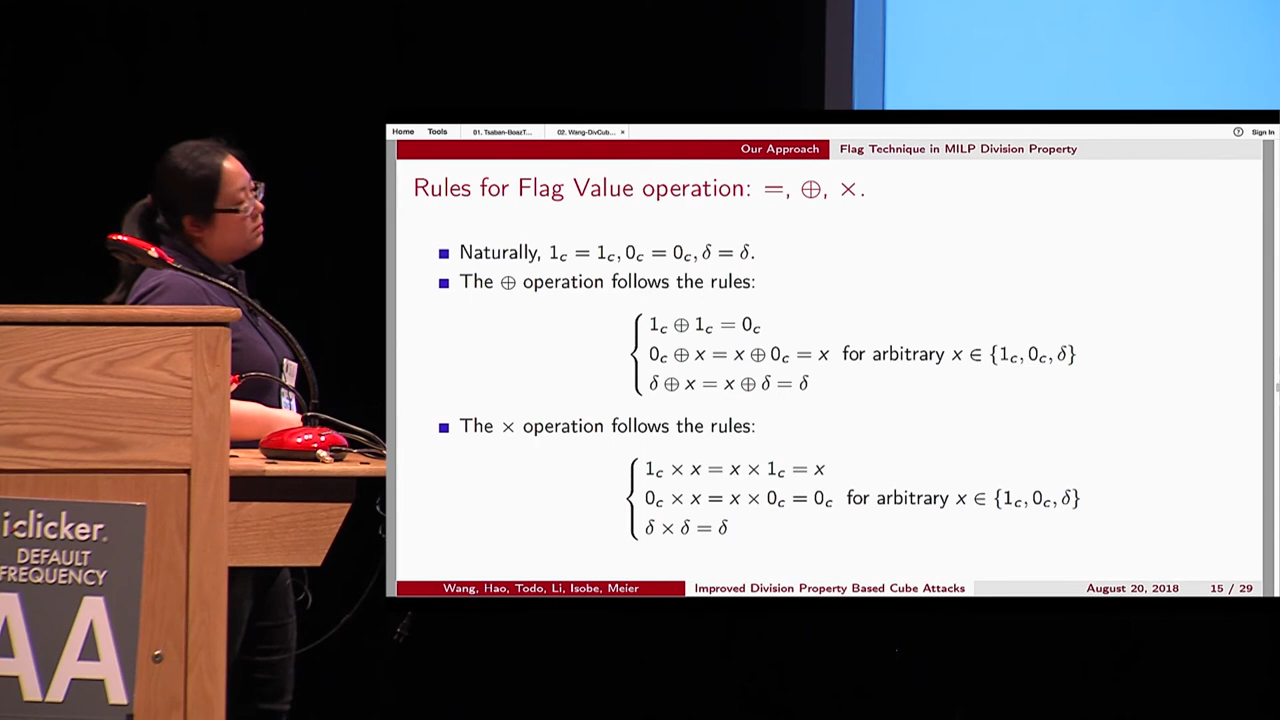 Home Tools 01. Tsaban-BoazT... 02. Wang-DivCub... × ? Sign In
Our Approach Flag Technique in MILP Division Property
Rules for Flag Value operation: =, ⊕, ×.
Naturally, 1_c = 1_c, 0_c = 0_c, δ = δ.
The ⊕ operation follows the rules:
1_c ⊕ 1_c = 0_c
0_c ⊕ x = x ⊕ 0_c = x for arbitrary x ∈ {1_c, 0_c, δ}
δ ⊕ x = x ⊕ δ = δ
The × operation follows the rules:
1_c × x = x × 1_c = x
0_c × x = x × 0_c = 0_c for arbitrary x ∈ {1_c, 0_c, δ}
δ × δ = δ
Wang, Hao, Todo, Li, Isobe, Meier Improved Division Property Based Cube Attacks August 20, 2018 15 / 29
iclicker.
DEFAULT
FREQUENCY
AA